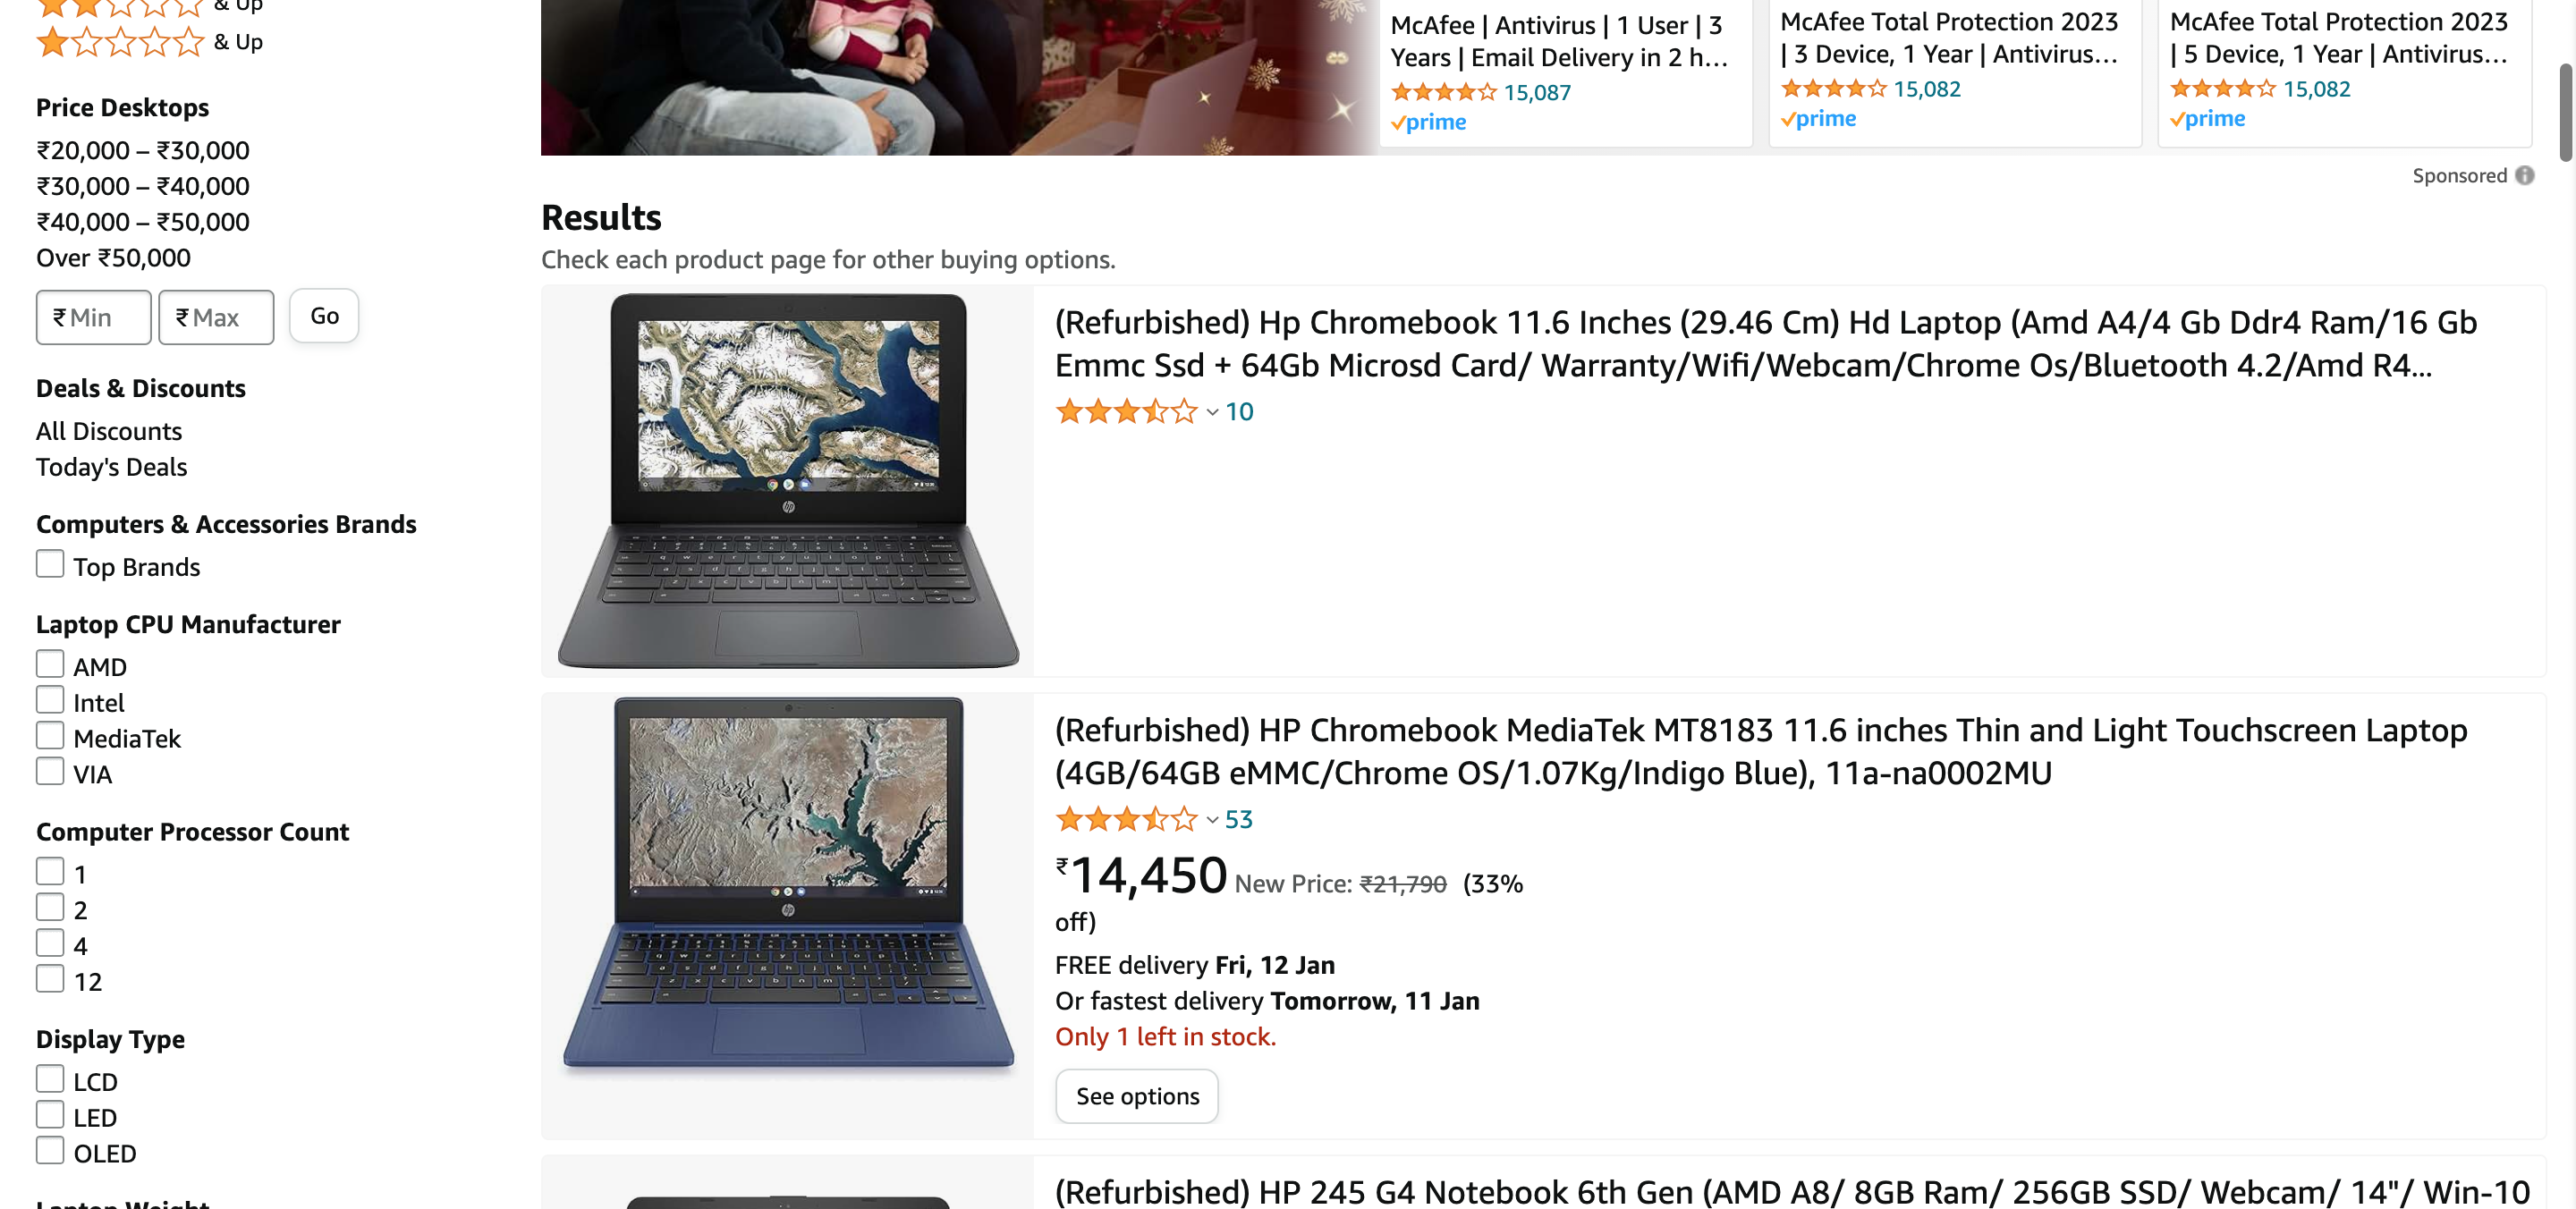 & Up
& Up
Price Desktops
₹20,000 – ₹30,000
₹30,000 – ₹40,000
₹40,000 – ₹50,000
Over ₹50,000
₹ Min ₹ Max Go
Deals & Discounts
All Discounts
Today's Deals
Computers & Accessories Brands
Top Brands
Laptop CPU Manufacturer
AMD
Intel
MediaTek
VIA
Computer Processor Count
1
2
4
12
Display Type
LCD
LED
OLED
McAfee | Antivirus | 1 User | 3
Years | Email Delivery in 2 h...
15,087
prime
McAfee Total Protection 2023
| 3 Device, 1 Year | Antivirus...
15,082
prime
McAfee Total Protection 2023
| 5 Device, 1 Year | Antivirus...
15,082
prime
Sponsored
Results
Check each product page for other buying options.
(Refurbished) Hp Chromebook 11.6 Inches (29.46 Cm) Hd Laptop (Amd A4/4 Gb Ddr4 Ram/16 Gb
Emmc Ssd + 64Gb Microsd Card/ Warranty/Wifi/Webcam/Chrome Os/Bluetooth 4.2/Amd R4...
10
hp
(Refurbished) HP Chromebook MediaTek MT8183 11.6 inches Thin and Light Touchscreen Laptop
(4GB/64GB eMMC/Chrome OS/1.07Kg/Indigo Blue), 11a-na0002MU
53
₹14,450 New Price: ₹21,790 (33%
off)
FREE delivery Fri, 12 Jan
Or fastest delivery Tomorrow, 11 Jan
Only 1 left in stock.
See options
hp
(Refurbished) HP 245 G4 Notebook 6th Gen (AMD A8/ 8GB Ram/ 256GB SSD/ Webcam/ 14"/ Win-10